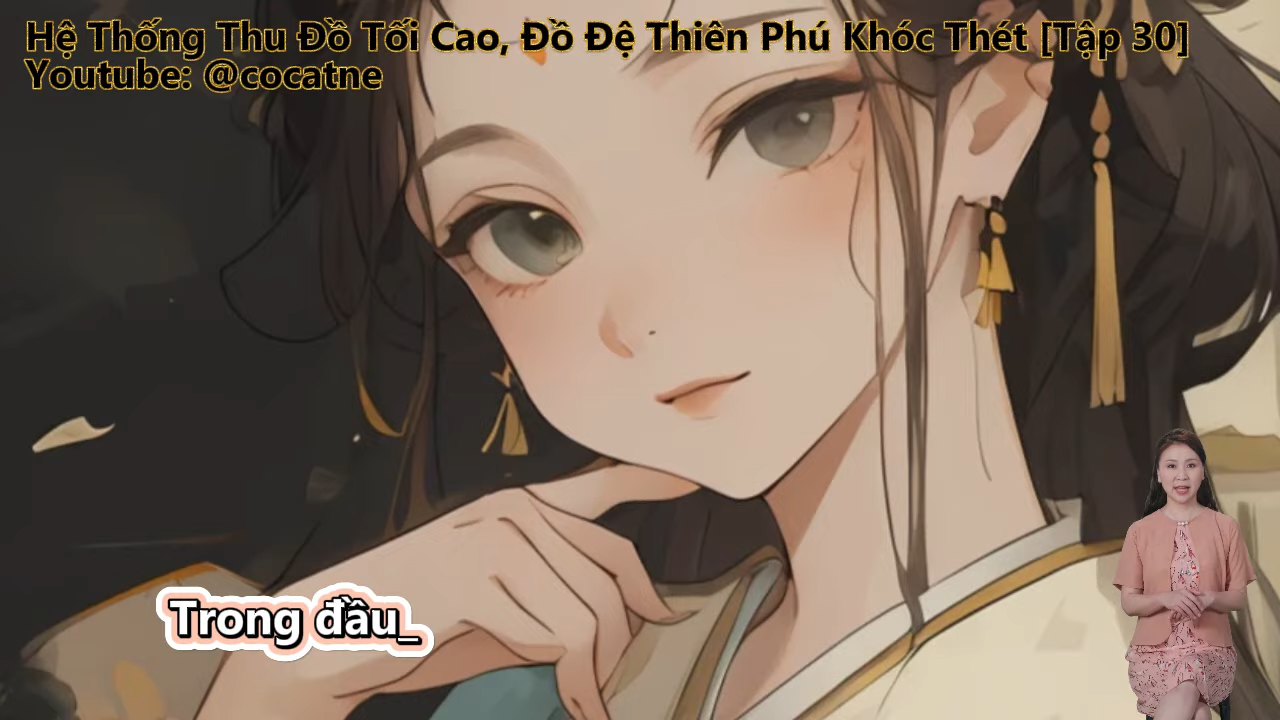 Hệ Thống Thu Đồ Tối Cao, Đồ Đệ Thiên Phú Khóc Thét [Tập 30]
Youtube: @cocatne
Trong đầu_